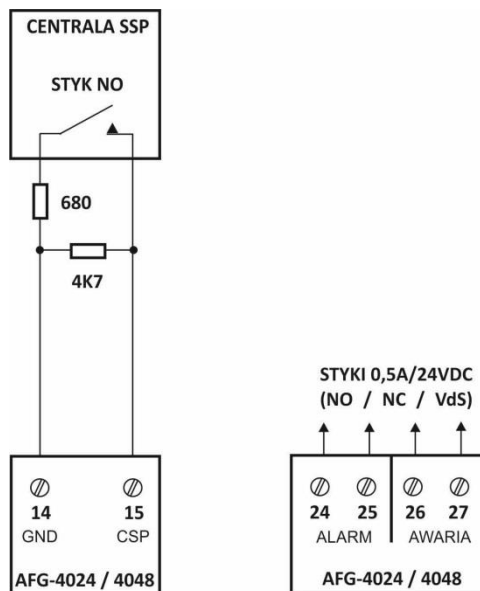 CENTRALA SSP
STYK NO
680
4K7
14
15
GND
CSP
AFG-4024 / 4048
STYKI 0,5A/24VDC
(NO / NC / VdS)
24 25 26 27
ALARM AWARIA
AFG-4024 / 4048